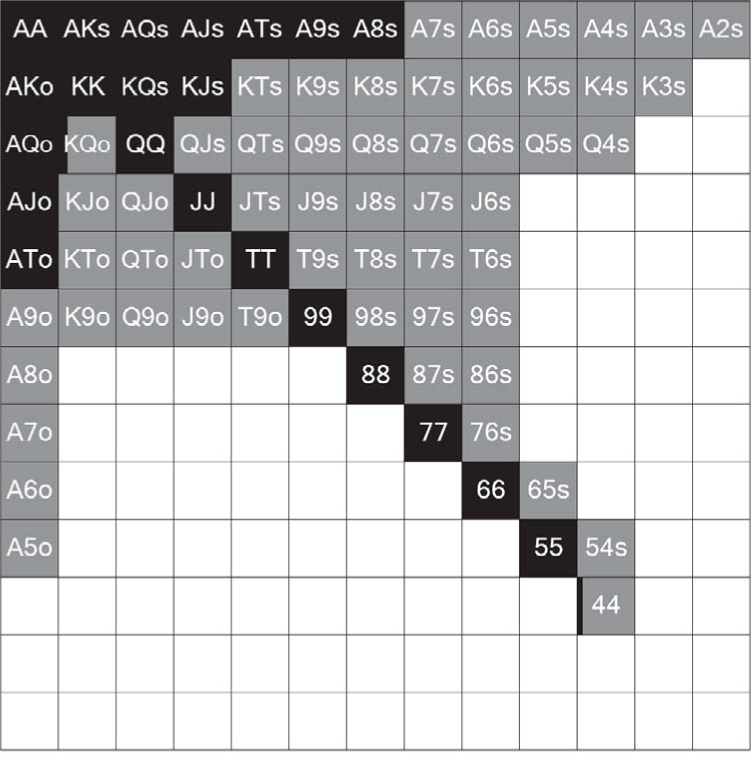 AA AKs AQs AJs ATs A9s A8s A7s A6s A5s A4s A3s A2s
AKo KK KQs KJs KTs K9s K8s K7s K6s K5s K4s K3s
AQo KQo QQ QJs QTs Q9s Q8s Q7s Q6s Q5s Q4s
AJo KJo QJo JJ JTs J9s J8s J7s J6s
ATo KTo QTo JTo TT T9s T8s T7s T6s
A9o K9o Q9o J9o T9o 99 98s 97s 96s
A8o 88 87s 86s
A7o 77 76s
A6o 66 65s
A5o 55 54s
44